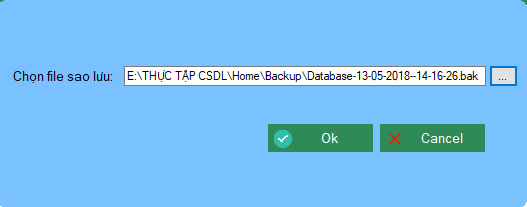 Chọn file sao lưu: E:\THỰC TẬP CSDL\Home\Backup\Database-13-05-2018--14-16-26.bak ...
Ok Cancel